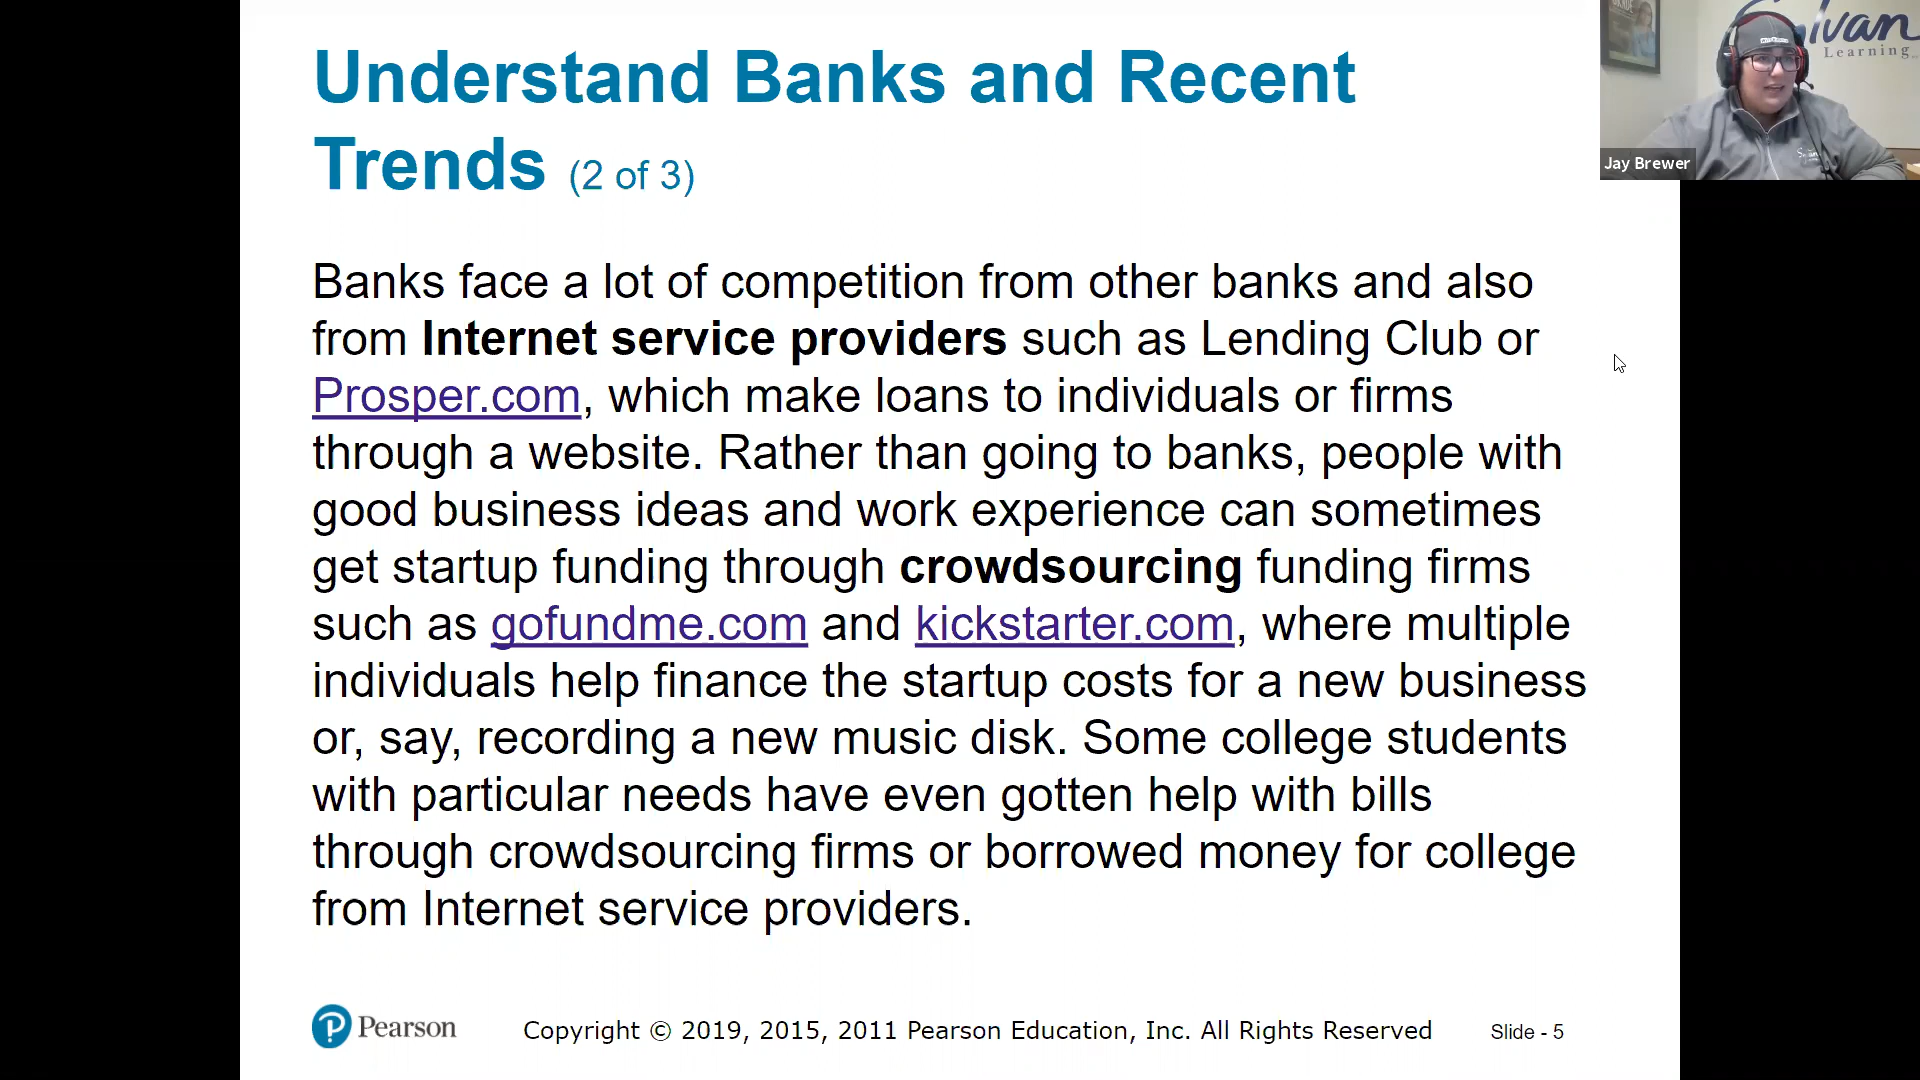 Understand Banks and Recent
Trends (2 of 3)
Banks face a lot of competition from other banks and also
from Internet service providers such as Lending Club or
Prosper.com, which make loans to individuals or firms
through a website. Rather than going to banks, people with
good business ideas and work experience can sometimes
get startup funding through crowdsourcing funding firms
such as gofundme.com and kickstarter.com, where multiple
individuals help finance the startup costs for a new business
or, say, recording a new music disk. Some college students
with particular needs have even gotten help with bills
through crowdsourcing firms or borrowed money for college
from Internet service providers.
Pearson
Copyright © 2019, 2015, 2011 Pearson Education, Inc. All Rights Reserved
Slide - 5
Learning
Jay Brewer